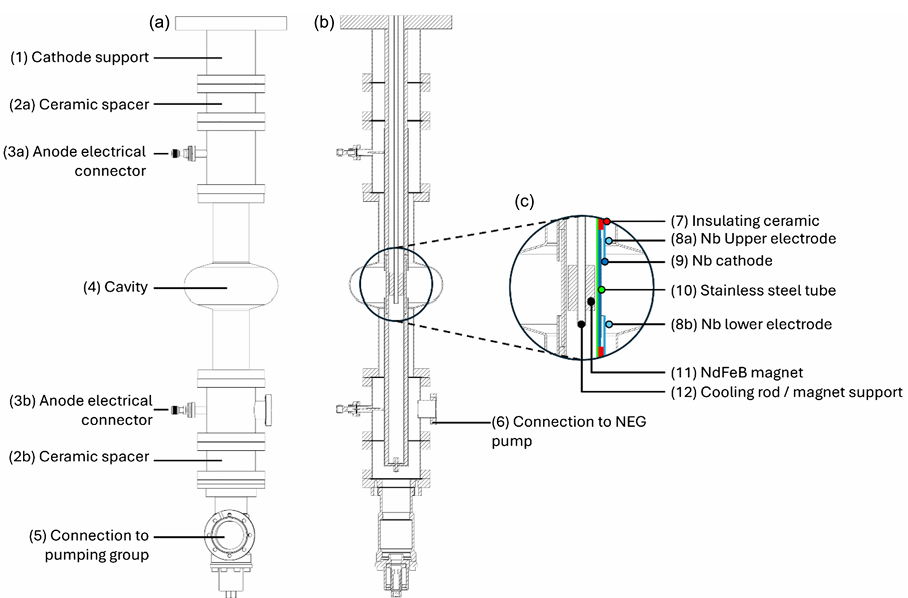 (a)
(1) Cathode support
(2a) Ceramic spacer
(3a) Anode electrical
connector
(4) Cavity
(3b) Anode electrical
connector
(2b) Ceramic spacer
(5) Connection to
pumping group
(b)
(6) Connection to NEG
pump
(c)
(7) Insulating ceramic
(8a) Nb Upper electrode
(9) Nb cathode
(10) Stainless steel tube
(8b) Nb lower electrode
(11) NdFeB magnet
(12) Cooling rod / magnet support